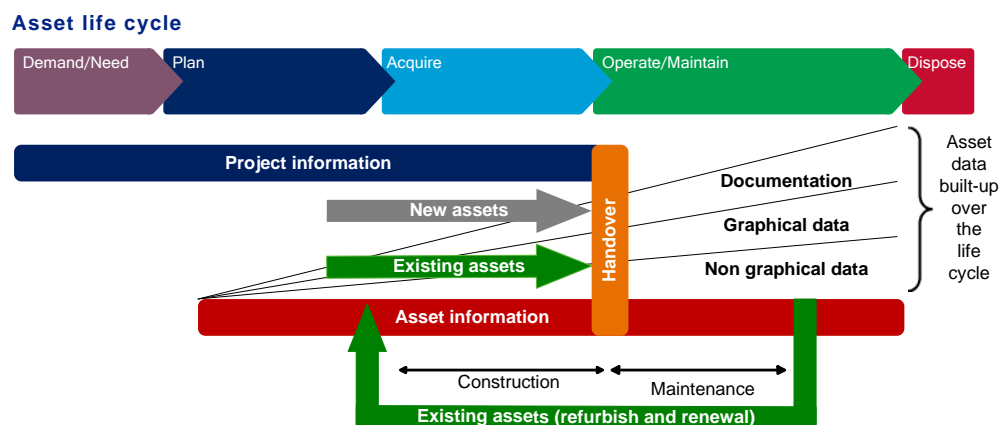 Asset life cycle
Demand/Need
Plan
Acquire
Operate/Maintain
Dispose
Project information
New assets
Existing assets
Handover
Documentation
Graphical data
Non graphical data
Asset
data
built-up
over
the
life
cycle
Asset information
Construction
Maintenance
Existing assets (refurbish and renewal)